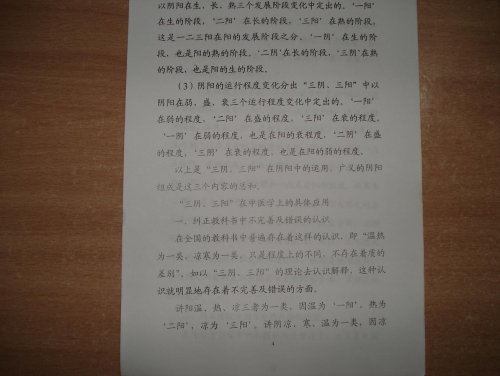 以阴阳在生，长，熟三个发展阶段变化中定出的。‘一阳’
在生的阶段，‘二阳’在长的阶段，‘三阳’在熟的阶段。
这是一二三阳在阳的发展阶段之分。‘一阴’在生的阶
段，也是阳的熟的阶段。‘二阴’在长的阶段，‘三阴’在熟
的阶段，也是阳的生的阶段。
（3）阴阳的运行程度变化分出“三阴、三阳”中以
阴阳在弱，盛，衰三个运行程度变化中定出的。‘一阳’
在弱的程度，‘二阳’在盛的程度，‘三阳’在衰的程度。
‘一阴’在弱的程度，也是在阳的衰程度，‘二阴’在盛
的程度，‘三阴’在衰的程度，也是在阳的弱的程度。
以上是“三阴、三阳”在阴阳中的运用，广义的阴阳
组成是这三个内容的总和。
“三阴、三阳”在中医学上的具体应用
一、纠正教科书中不完善及错误的认识
在全国的教科书中普遍存在着这样的认识，即“温热
为一类，凉寒为一类，只是程度上的不同，不存在着质的
差别”。如以“三阴、三阳”的理论去认识解释，这种认
识就明显地存在着不完善及错误的方面。
讲阳温、热、凉三者为一类，因温为‘一阳’，热为
‘二阳’，凉为‘三阳’。讲阴凉、寒、温为一类，因凉
4